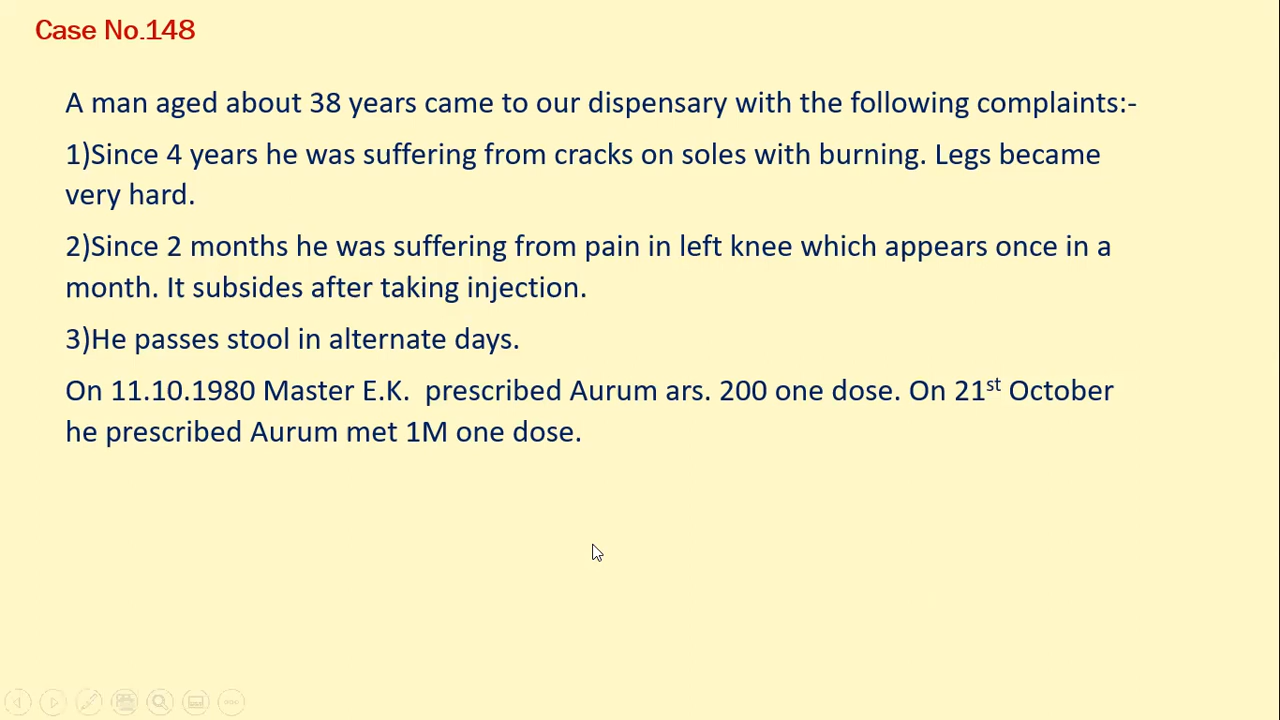 Case No.148
A man aged about 38 years came to our dispensary with the following complaints:-
1)Since 4 years he was suffering from cracks on soles with burning. Legs became
very hard.
2)Since 2 months he was suffering from pain in left knee which appears once in a
month. It subsides after taking injection.
3)He passes stool in alternate days.
On 11.10.1980 Master E.K.  prescribed Aurum ars. 200 one dose. On 21st October
he prescribed Aurum met 1M one dose.